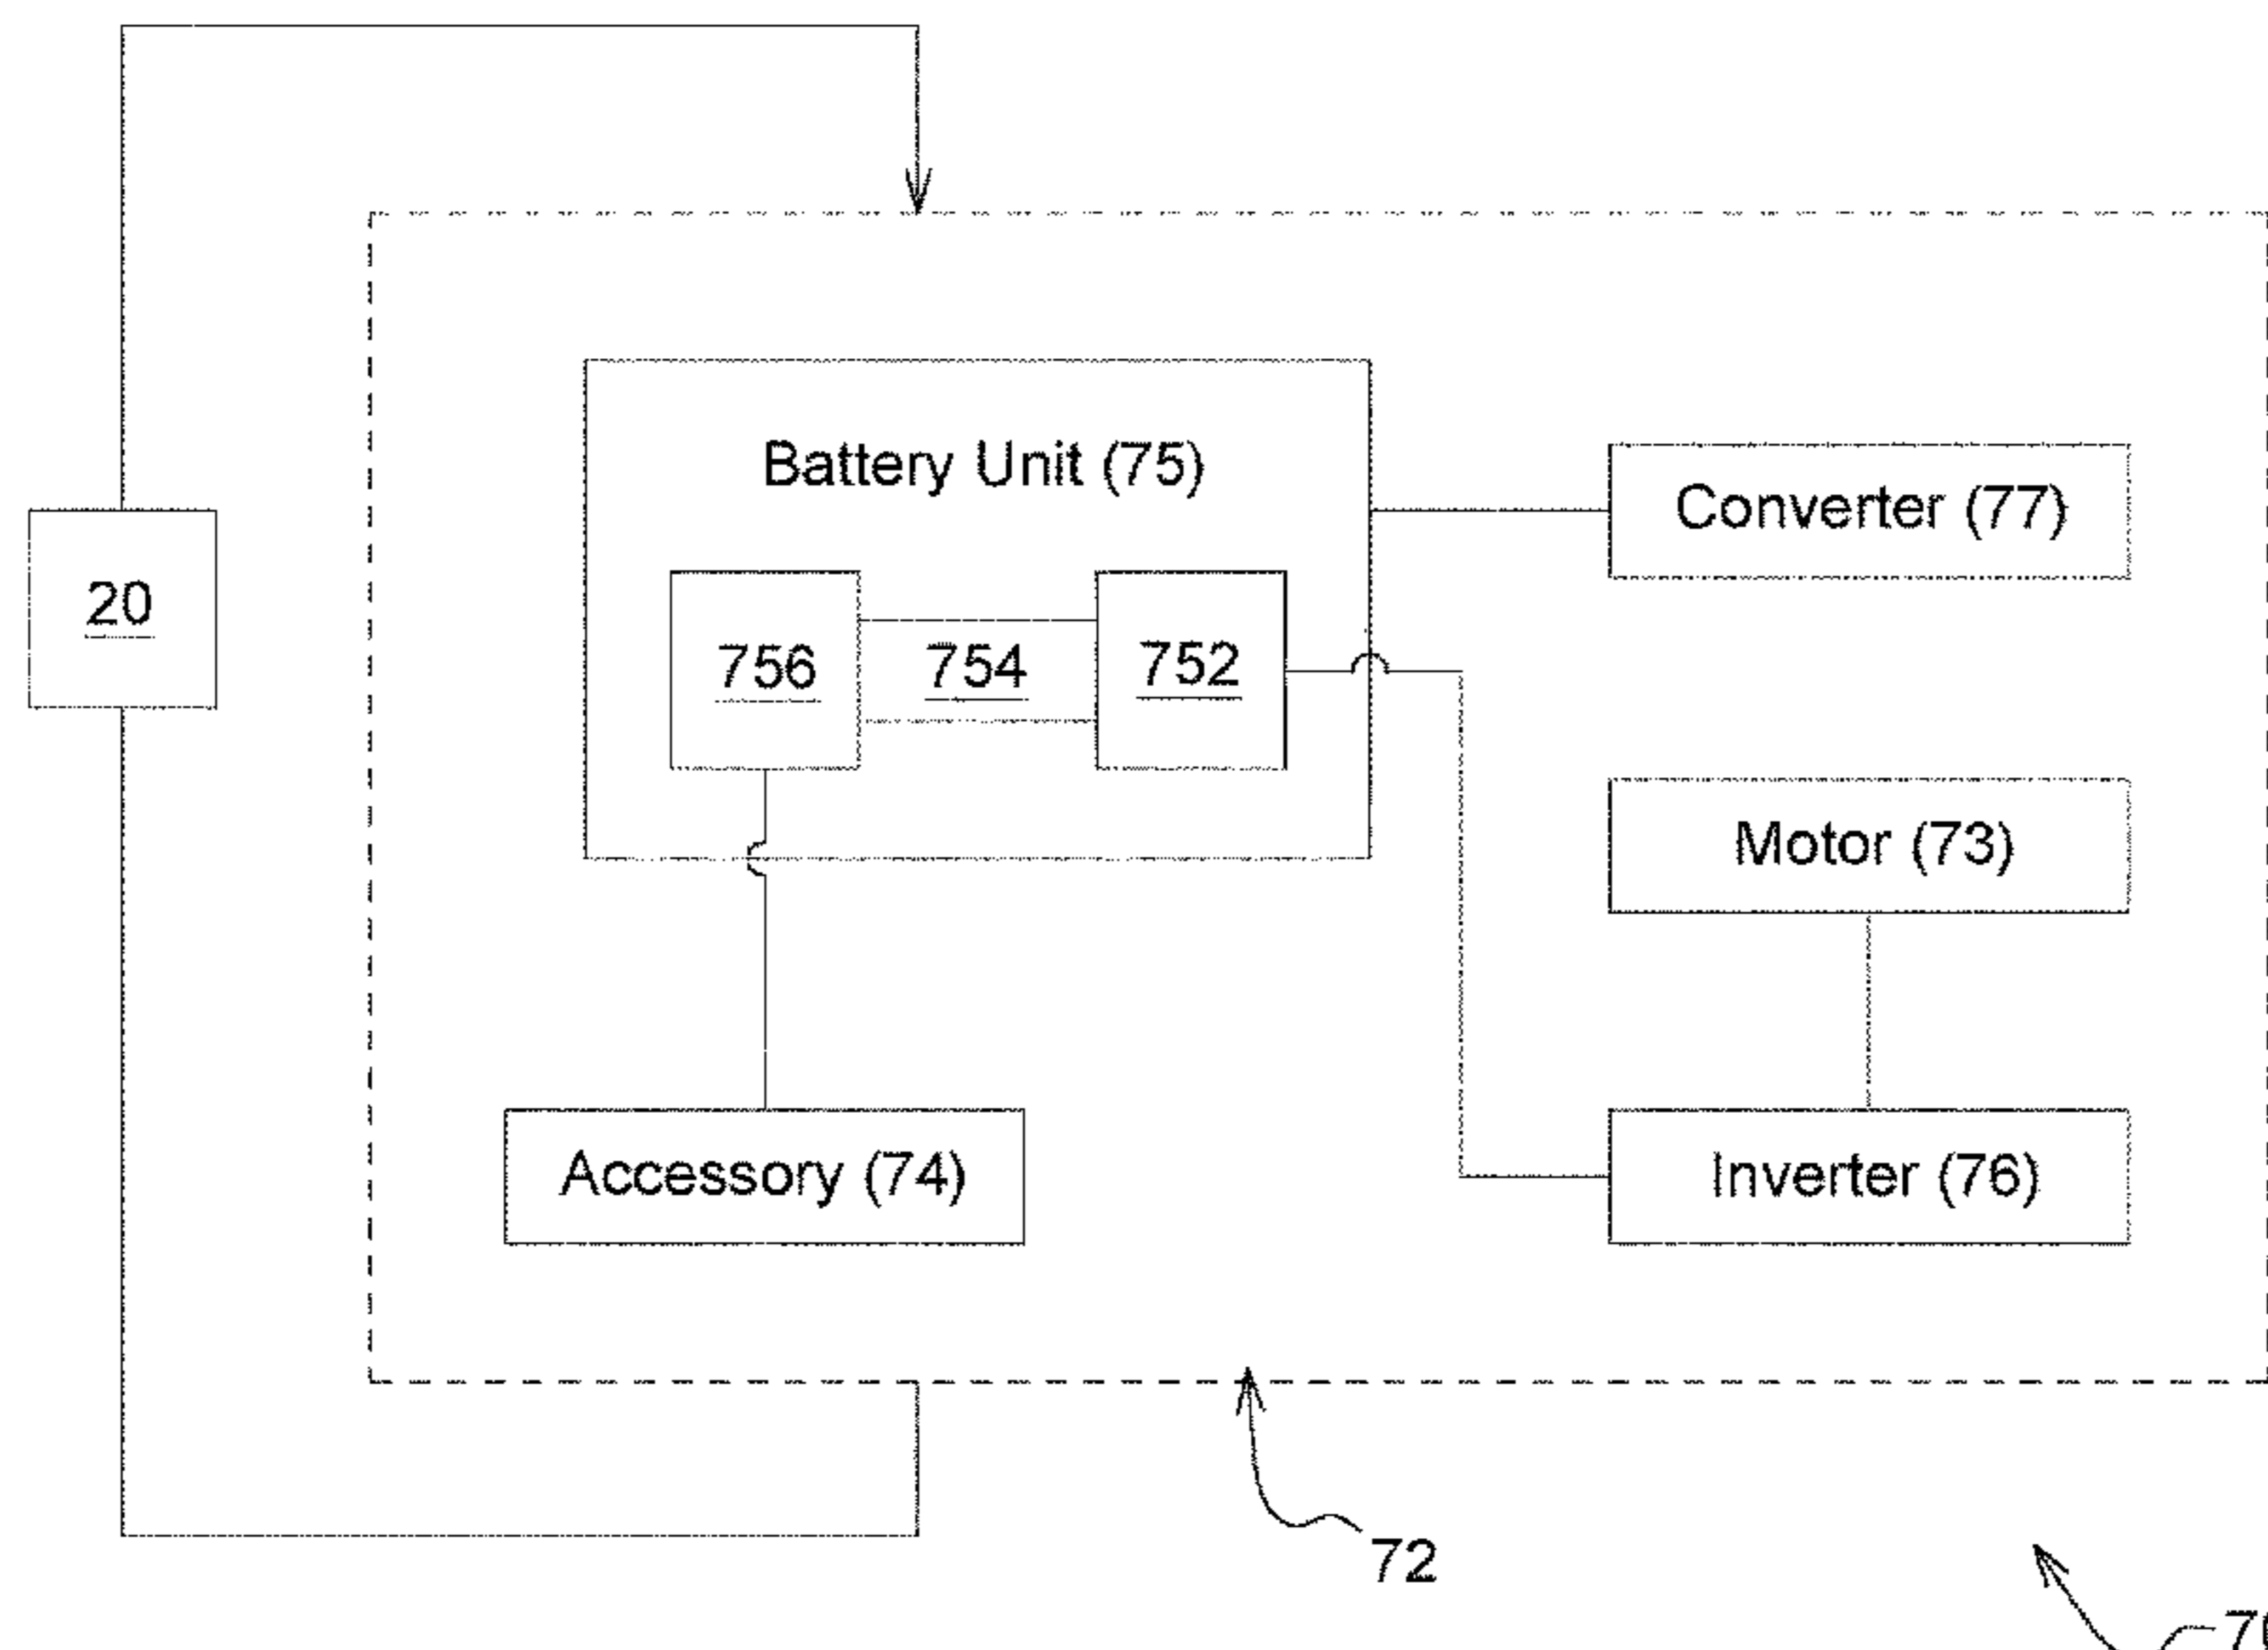 Battery Unit (75)
Converter (77)
20
756
754
752
Motor (73)
Accessory (74)
Inverter (76)
72